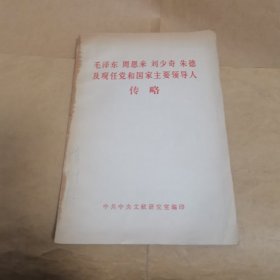 毛泽东 周恩来 刘少奇 朱德
及现任党和国家主要领导人
传略
中共中央文献研究室编印